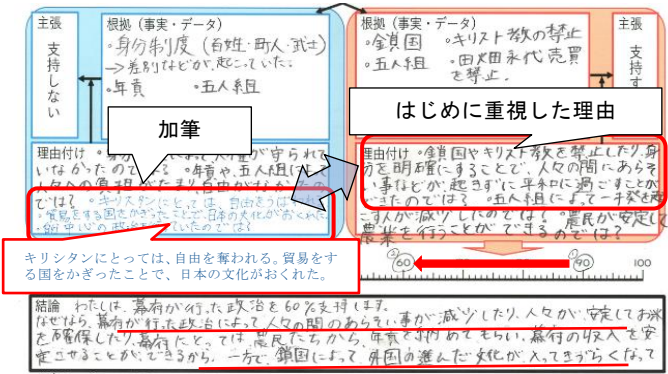 主張
支持しない
根拠（事実・データ）
・身分制度（百姓・町人・武士）
→差別などが起こっていた。
・年貢　・五人組
根拠（事実・データ）
・鎖国　・キリスト教の禁止
・五人組　・田畑永代売買
を禁止.
主張
支持す
加筆
はじめに重視した理由
理由付け
が守られて
いなかったのでは？　・年貢や、五人組
自由がなかったの
では？　・キリスタンにとっては、自由をうば
・貿易をする国をかぎったことで、日本の文化がおくれた
理由付け　・鎖国やキリスト教を禁止したり、身
分を明確にすることで、人々の間にあらそ
い事などが起きずに平和に過ごすことが
できたのでは？　・五人組によって一揆を起
こす人が減少したのでは？　・農民が安定して
農業を行うことができるのでは？
キリシタンにとっては、自由を奪われる。貿易をす
る国をかぎったことで、日本の文化がおくれた。
60
90
100
結論　わたしは、幕府が行った政治を60%支持します。
なぜなら、幕府が行った政治によって人々の間のあらそい事が減少したり、人々が、安定してお米
を確保したり、幕府にとっては、農民たちから、年貢を納めてもらい、幕府の収入を安
定させることができるから。一方で、鎖国によって、外国の進んだ文化が、入ってきづらくなって